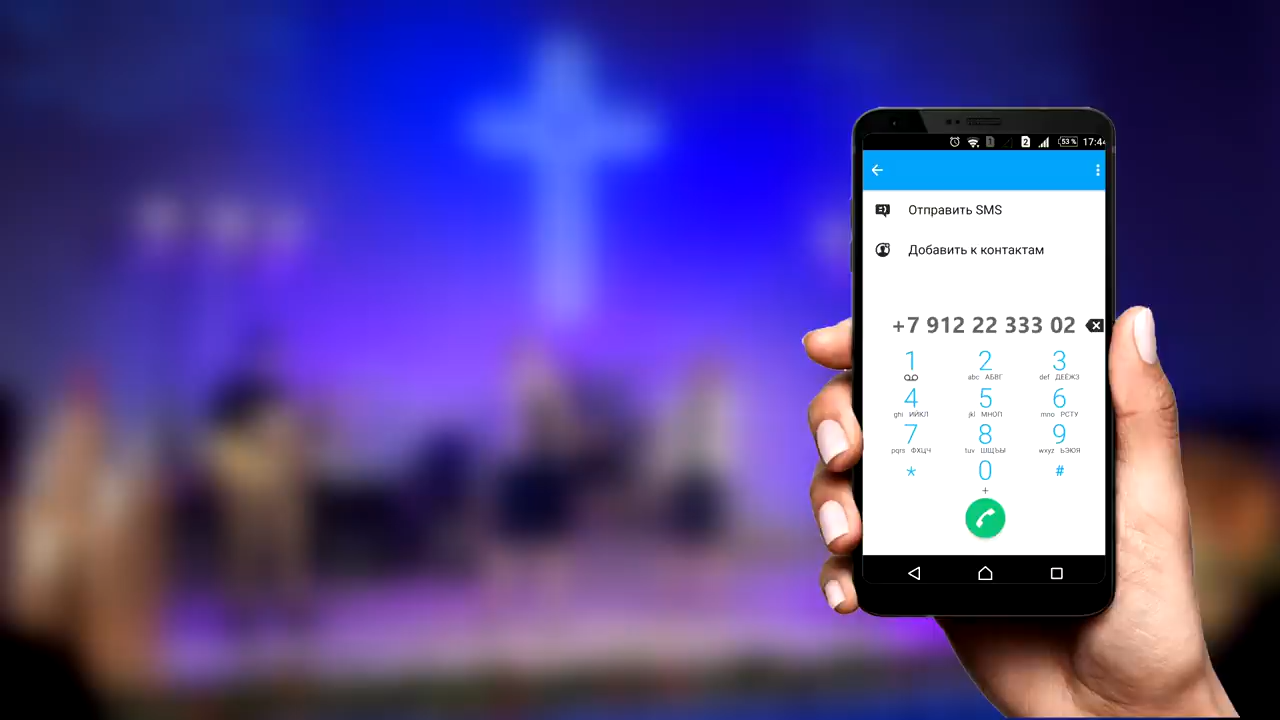 1 2 53 % 17:44
Отправить SMS
Добавить к контактам
+7 912 22 333 02
1 2 3
abc АБВГ def ДЕЁЖЗ
4 5 6
ghi ИЙКЛ jkl МНОП mno РСТУ
7 8 9
pqrs ФХЦЧ tuv ШЩЪЫ wxyz ЬЭЮЯ
* 0 #
+